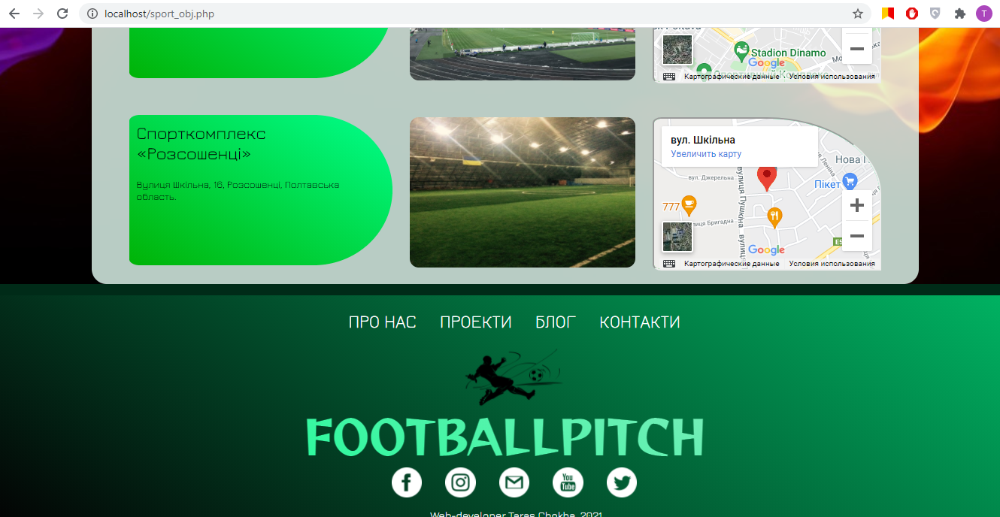 localhost/sport_obj.php
T
Stadion Dinamo
Google
Картографические данные
Условия использования
Спорткомплекс
«Розсошенці»
Вулиця Шкільна, 16, Розсошенці, Полтавська
область.
вул. Шкільна
Увеличить карту
Нова
вул. Джерельна
Пікет
вулиця Пушкіна
777
Бригадна
Google
Картографические данные
Условия использования
ПРО НАС ПРОЕКТИ БЛОГ КОНТАКТИ
FOOTBALLPITCH
You
Tube
Web-developer Taras Chokha, 2021